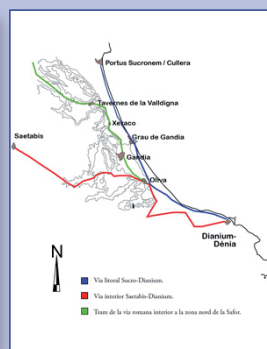 Portus Sucronem / Cullera
Tavernes de la Valldigna
Xeraco
Saetabis
Grau de Gandia
Gandia
Oliva
Dianium-
Dénia
N
Via litoral Sucro-Dianium.
Via interior Saetabis-Dianium.
Tram de la via romana interior a la zona nord de la Safor.